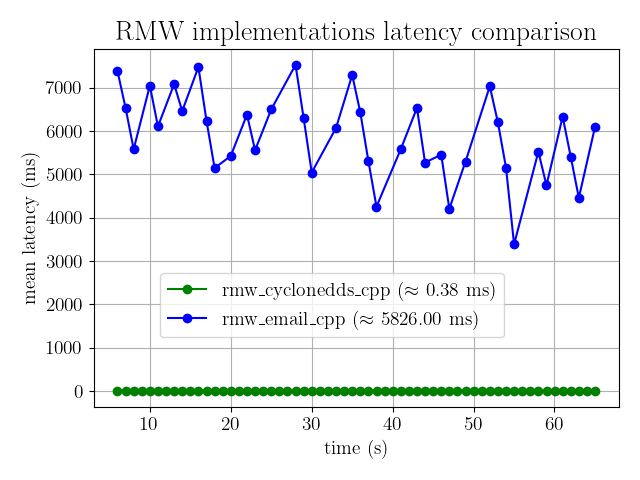 RMW implementations latency comparison
mean latency (ms)
7000
6000
5000
4000
3000
2000
1000
0
rmw_cyclonedds_cpp (≈ 0.38 ms)
rmw_email_cpp (≈ 5826.00 ms)
10 20 30 40 50 60
time (s)